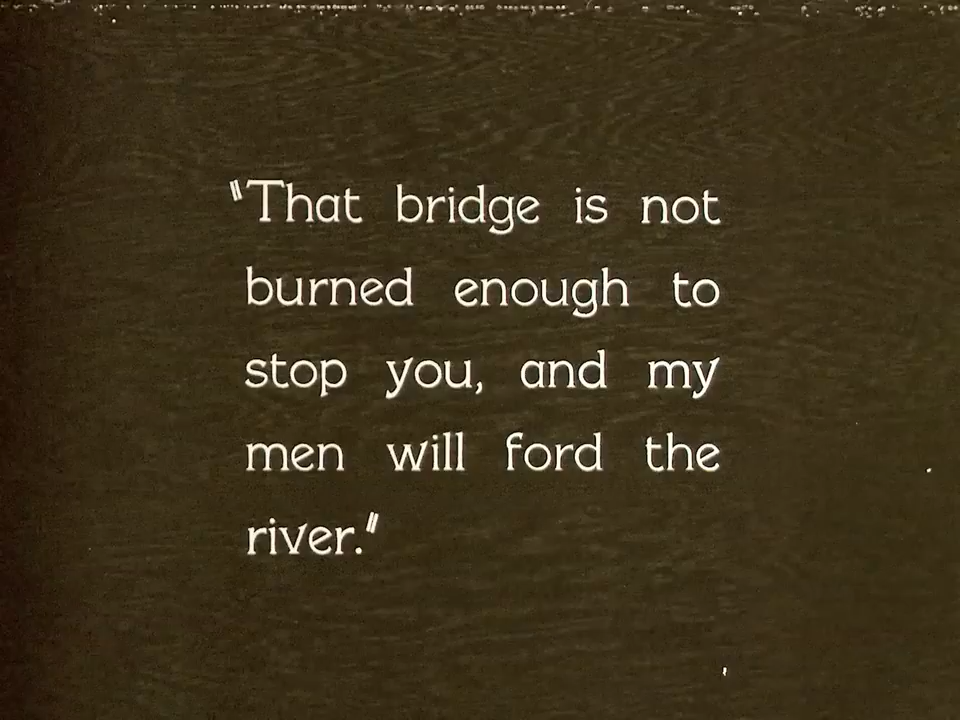 "That bridge is not
burned enough to
stop you, and my
men will ford the
river."